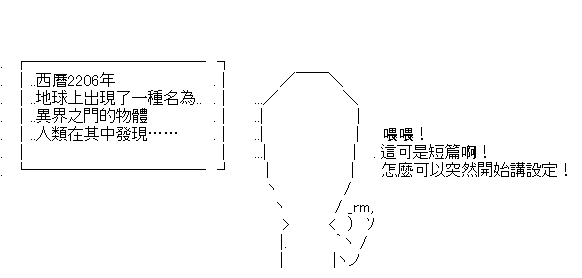 ..西曆2206年
..地球上出現了一種名為..
..異界之門的物體
..人類在其中發現……
喂喂！
這可是短篇啊！
怎麼可以突然開始講設定！